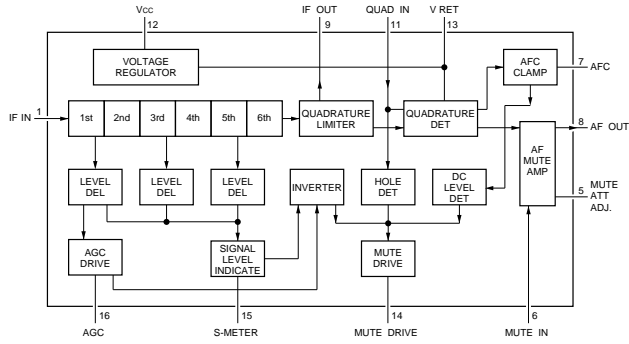 VCC
IF OUT
QUAD IN
V RET
12
9
11
13
VOLTAGE
REGULATOR
AFC
CLAMP
7
AFC
IF IN
1
1st
2nd
3rd
4th
5th
6th
QUADRATURE
LIMITER
QUADRATURE
DET
8
AF OUT
AF
MUTE
AMP
LEVEL
DEL
LEVEL
DEL
LEVEL
DEL
INVERTER
HOLE
DET
DC
LEVEL
DET
5
MUTE
ATT
ADJ.
AGC
DRIVE
SIGNAL
LEVEL
INDICATE
MUTE
DRIVE
16
15
14
6
AGC
S-METER
MUTE DRIVE
MUTE IN